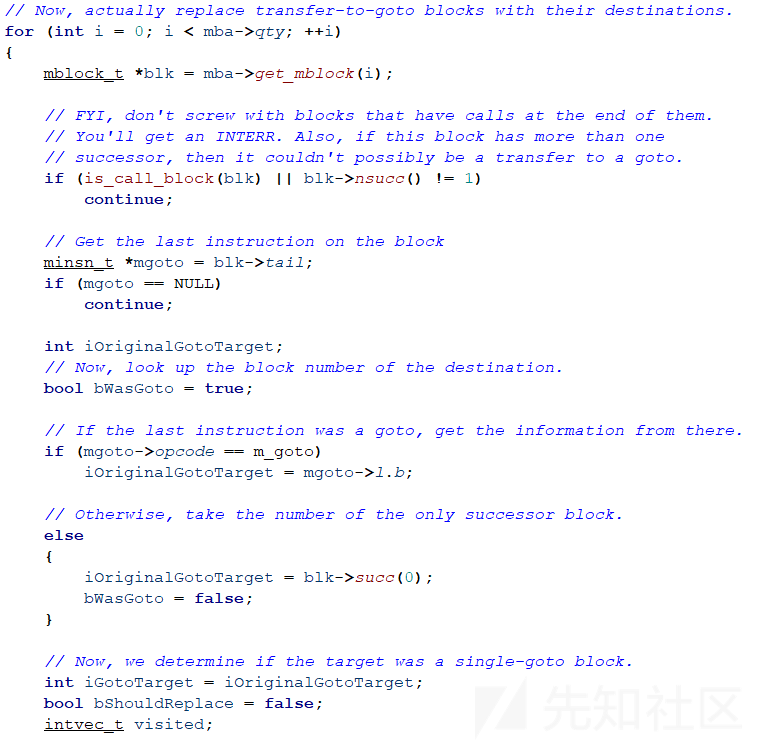 // Now, actually replace transfer-to-goto blocks with their destinations.
for (int i = 0; i < mba->qty; ++i)
{
    mblock_t *blk = mba->get_mblock(i);

    // FYI, don't screw with blocks that have calls at the end of them.
    // You'll get an INTERR. Also, if this block has more than one
    // successor, then it couldn't possibly be a transfer to a goto.
    if (is_call_block(blk) || blk->nsucc() != 1)
        continue;

    // Get the last instruction on the block
    minsn_t *mgoto = blk->tail;
    if (mgoto == NULL)
        continue;

    int iOriginalGotoTarget;
    // Now, look up the block number of the destination.
    bool bWasGoto = true;

    // If the last instruction was a goto, get the information from there.
    if (mgoto->opcode == m_goto)
        iOriginalGotoTarget = mgoto->l.b;

    // Otherwise, take the number of the only successor block.
    else
    {
        iOriginalGotoTarget = blk->succ(0);
        bWasGoto = false;
    }

    // Now, we determine if the target was a single-goto block.
    int iGotoTarget = iOriginalGotoTarget;
    bool bShouldReplace = false;
    intvec_t visited;
先知社区